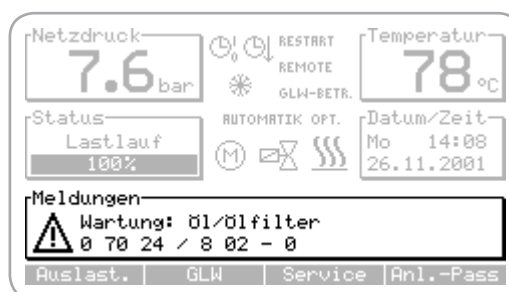 Netzdruck
7.6 bar
RESTART
REMOTE
GLW-BETR.
Temperatur
78 °C
Status
Lastlauf
100%
AUTOMATIK OPT.
M
Datum/Zeit
Mo 14:08
26.11.2001
Meldungen
Wartung: Öl/Ölfilter
0 70 24 / 8 02 - 0
Auslast. GLW Service Anl.-Pass